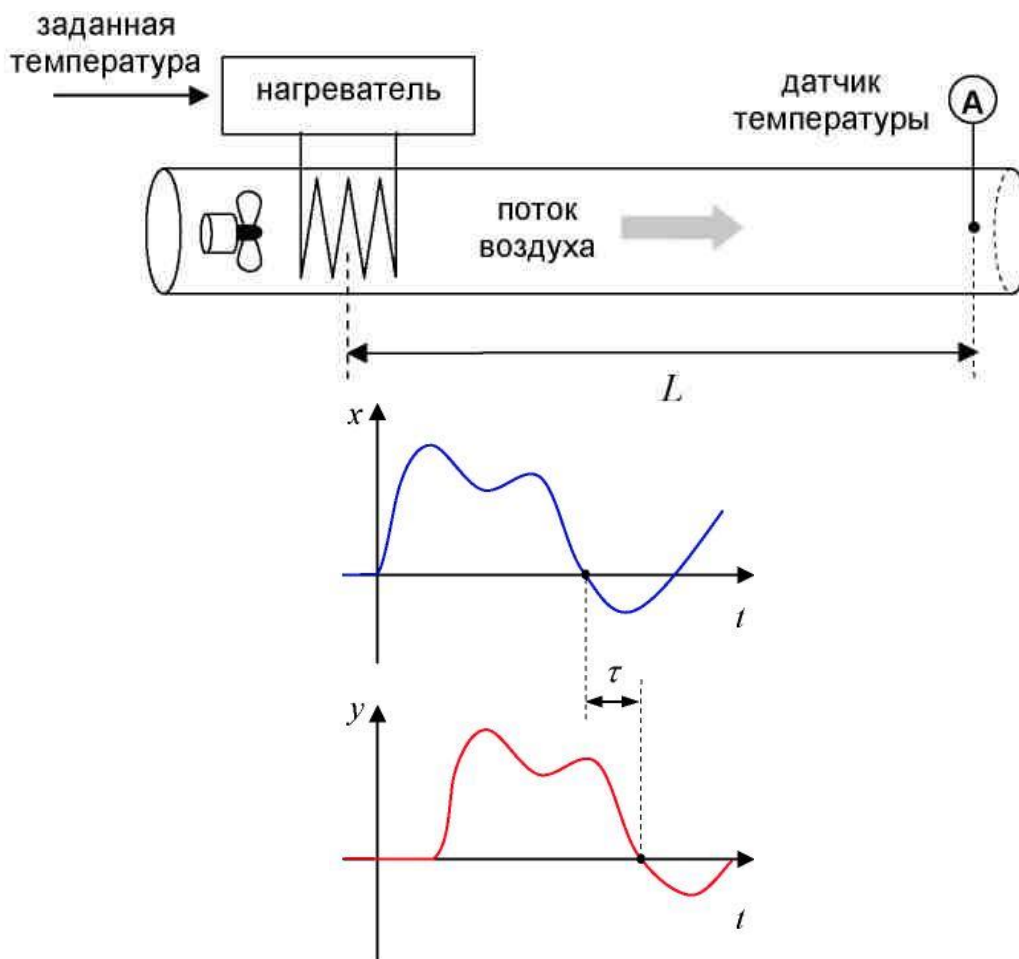 заданная
температура
нагреватель
датчик
температуры
A
поток
воздуха
L
x
t
τ
y
t